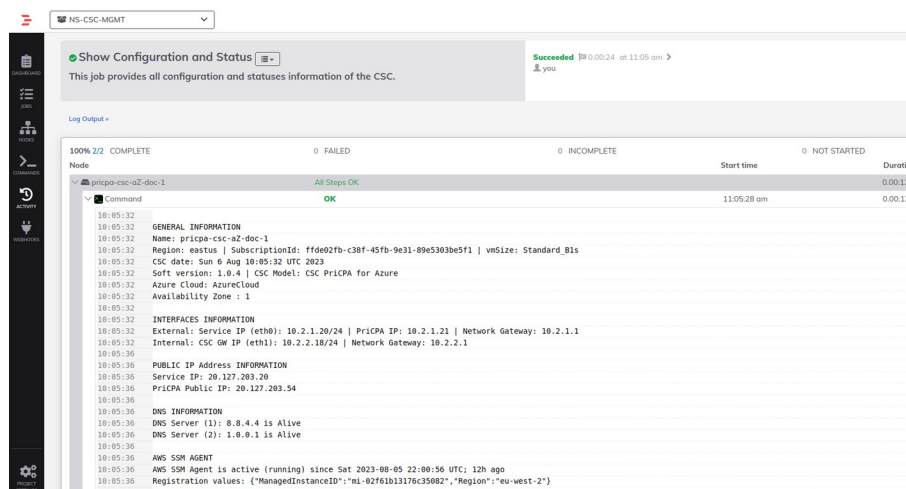 NS-CSC-MGMT
DASHBOARD
JOBS
NODES
COMMANDS
ACTIVITY
WEBHOOKS
PROJECT
Show Configuration and Status
This job provides all configuration and statuses information of the CSC.
Succeeded 0.00:24 at 11:05 am
you
Log Output »
100% 2/2 COMPLETE 0 FAILED 0 INCOMPLETE 0 NOT STARTED
Node Start time Durati
pricpa-csc-aZ-doc-1 All Steps OK 0.00:1
Command OK 11:05:28 am 0.00:1
10:05:32
10:05:32 GENERAL INFORMATION
10:05:32 Name: pricpa-csc-aZ-doc-1
10:05:32 Region: eastus | SubscriptionId: ffde02fb-c38f-45fb-9e31-89e5303be5f1 | vmSize: Standard_B1s
10:05:32 CSC date: Sun 6 Aug 10:05:32 UTC 2023
10:05:32 Soft version: 1.0.4 | CSC Model: CSC PriCPA for Azure
10:05:32 Azure Cloud: AzureCloud
10:05:32 Availability Zone : 1
10:05:32
10:05:32 INTERFACES INFORMATION
10:05:32 External: Service IP (eth0): 10.2.1.20/24 | PriCPA IP: 10.2.1.21 | Network Gateway: 10.2.1.1
10:05:32 Internal: CSC GW IP (eth1): 10.2.2.18/24 | Network Gateway: 10.2.2.1
10:05:36
10:05:36 PUBLIC IP Address INFORMATION
10:05:36 Service IP: 20.127.203.20
10:05:36 PriCPA Public IP: 20.127.203.54
10:05:36
10:05:36 DNS INFORMATION
10:05:36 DNS Server (1): 8.8.4.4 is Alive
10:05:36 DNS Server (2): 1.0.0.1 is Alive
10:05:36
10:05:36 AWS SSM AGENT
10:05:36 AWS SSM Agent is active (running) since Sat 2023-08-05 22:00:56 UTC; 12h ago
10:05:36 Registration values: {"ManagedInstanceID":"mi-02f61b13176c35082","Region":"eu-west-2"}